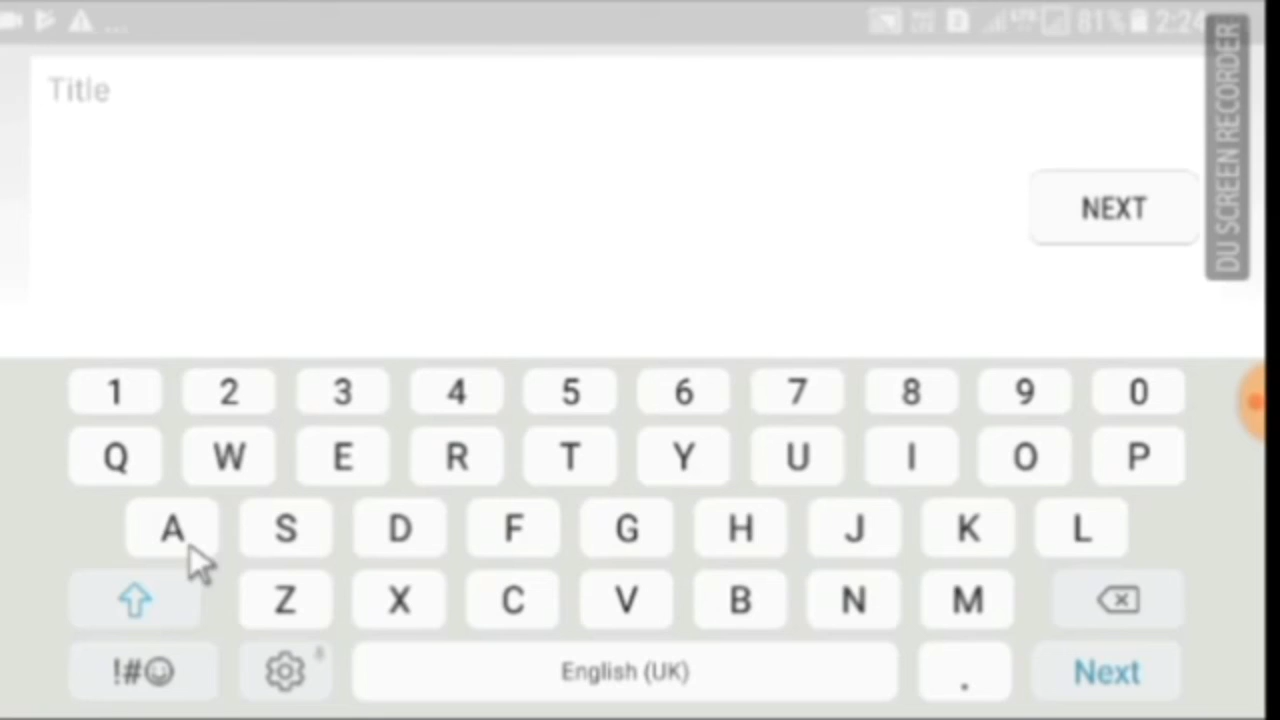 ... LTE 81% 2:24
DU SCREEN RECORDER
Title
NEXT
1 2 3 4 5 6 7 8 9 0
Q W E R T Y U I O P
A S D F G H J K L
Z X C V B N M
!#☺ English (UK) . Next